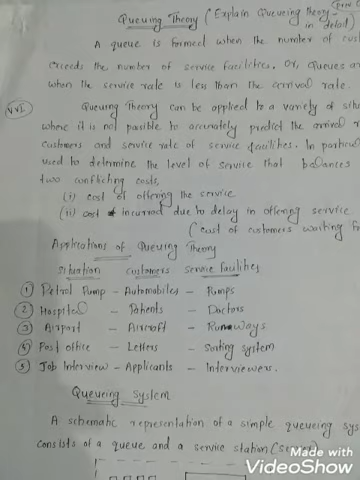 Queuing Theory (Explain Queueing theory
in detail)
A queue is formed when the number of cust
exceeds the number of service facilities. Or, Queues a
when the service rate is less than the arrival rate.
VVI Queuing Theory can be applied to a variety of situ
where it is not possible to accurately predict the arrival r
customers and service rate of service facilities. In particul
used to determine the level of service that balances
two conflicting costs,
(i) cost of offering the service
(ii) cost incurred due to delay in offering service
(cost of customers waiting f
Applications of Queuing Theory
Situation customers service facilities
① Petrol Pump - Automobiles - Pumps
② Hospital - Patients - Doctors
③ Airport - Aircraft - Runways
④ Post office - Letters - Sorting system
⑤ Job Interview - Applicants - Interviewers.
Queueing System
A schematic representation of a simple queueing sys
consists of a queue and a service station (
Made with
VideoShow